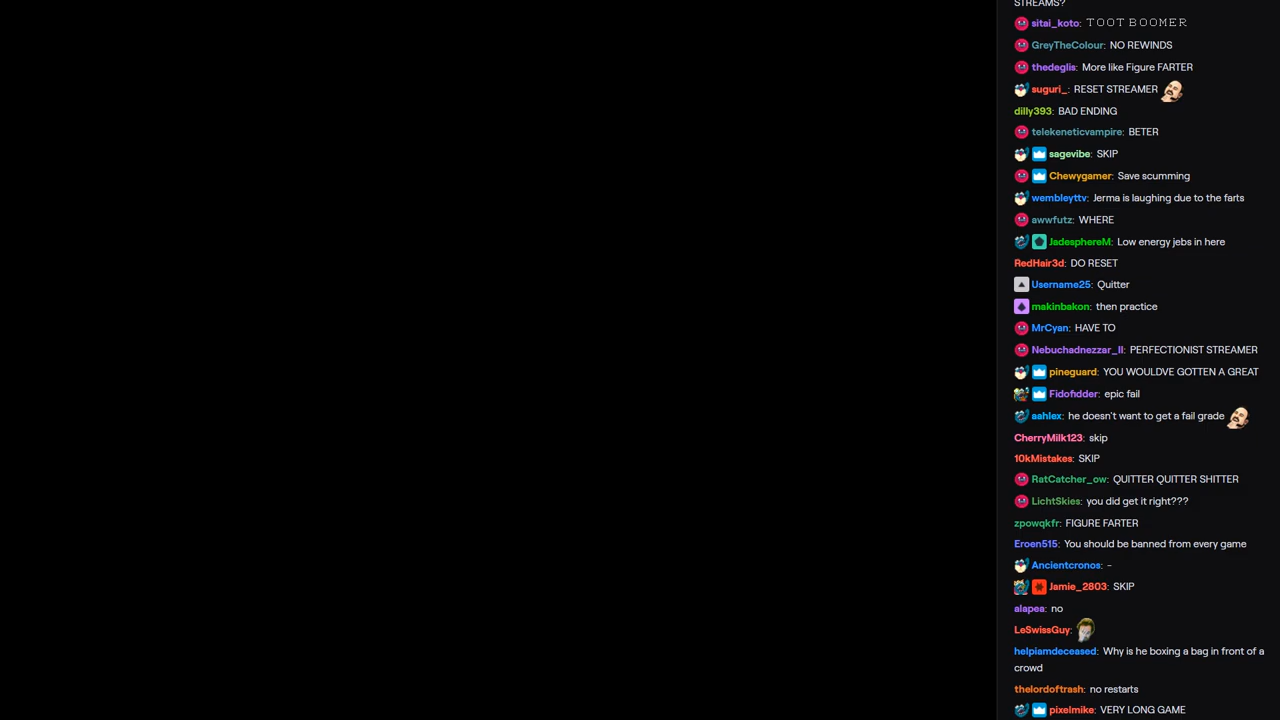 STREAMS?
sitai_koto: T O O T B O O M E R
GreyTheColour: NO REWINDS
thedeglis: More like Figure FARTER
suguri_: RESET STREAMER
dilly393: BAD ENDING
telekeneticvampire: BETER
sagevibe: SKIP
Chewygamer: Save scumming
wembleyttv: Jerma is laughing due to the farts
awwfutz: WHERE
JadesphereM: Low energy jebs in here
RedHair3d: DO RESET
Username25: Quitter
makinbakon: then practice
MrCyan: HAVE TO
Nebuchadnezzar_II: PERFECTIONIST STREAMER
pineguard: YOU WOULDVE GOTTEN A GREAT
Fidofidder: epic fail
aahlex: he doesn't want to get a fail grade
CherryMilk123: skip
10kMistakes: SKIP
RatCatcher_ow: QUITTER QUITTER SHITTER
LichtSkies: you did get it right???
zpowqkfr: FIGURE FARTER
Eroen515: You should be banned from every game
Ancientcronos: -
Jamie_2803: SKIP
alapea: no
LeSwissGuy:
helpiamdeceased: Why is he boxing a bag in front of a
crowd
thelordoftrash: no restarts
pixelmike: VERY LONG GAME